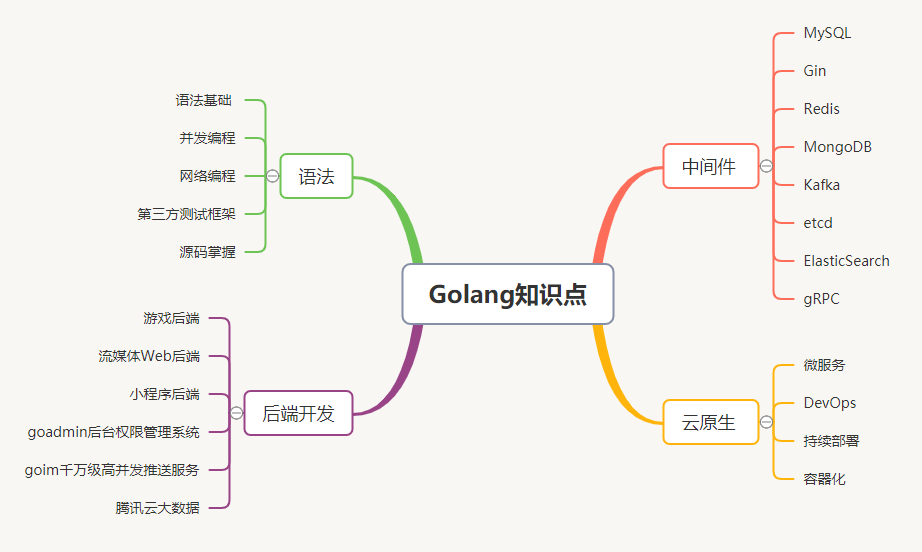 Golang知识点
语法
语法基础
并发编程
网络编程
第三方测试框架
源码掌握
后端开发
游戏后端
流媒体Web后端
小程序后端
goadmin后台权限管理系统
goim千万级高并发推送服务
腾讯云大数据
中间件
MySQL
Gin
Redis
MongoDB
Kafka
etcd
ElasticSearch
gRPC
云原生
微服务
DevOps
持续部署
容器化